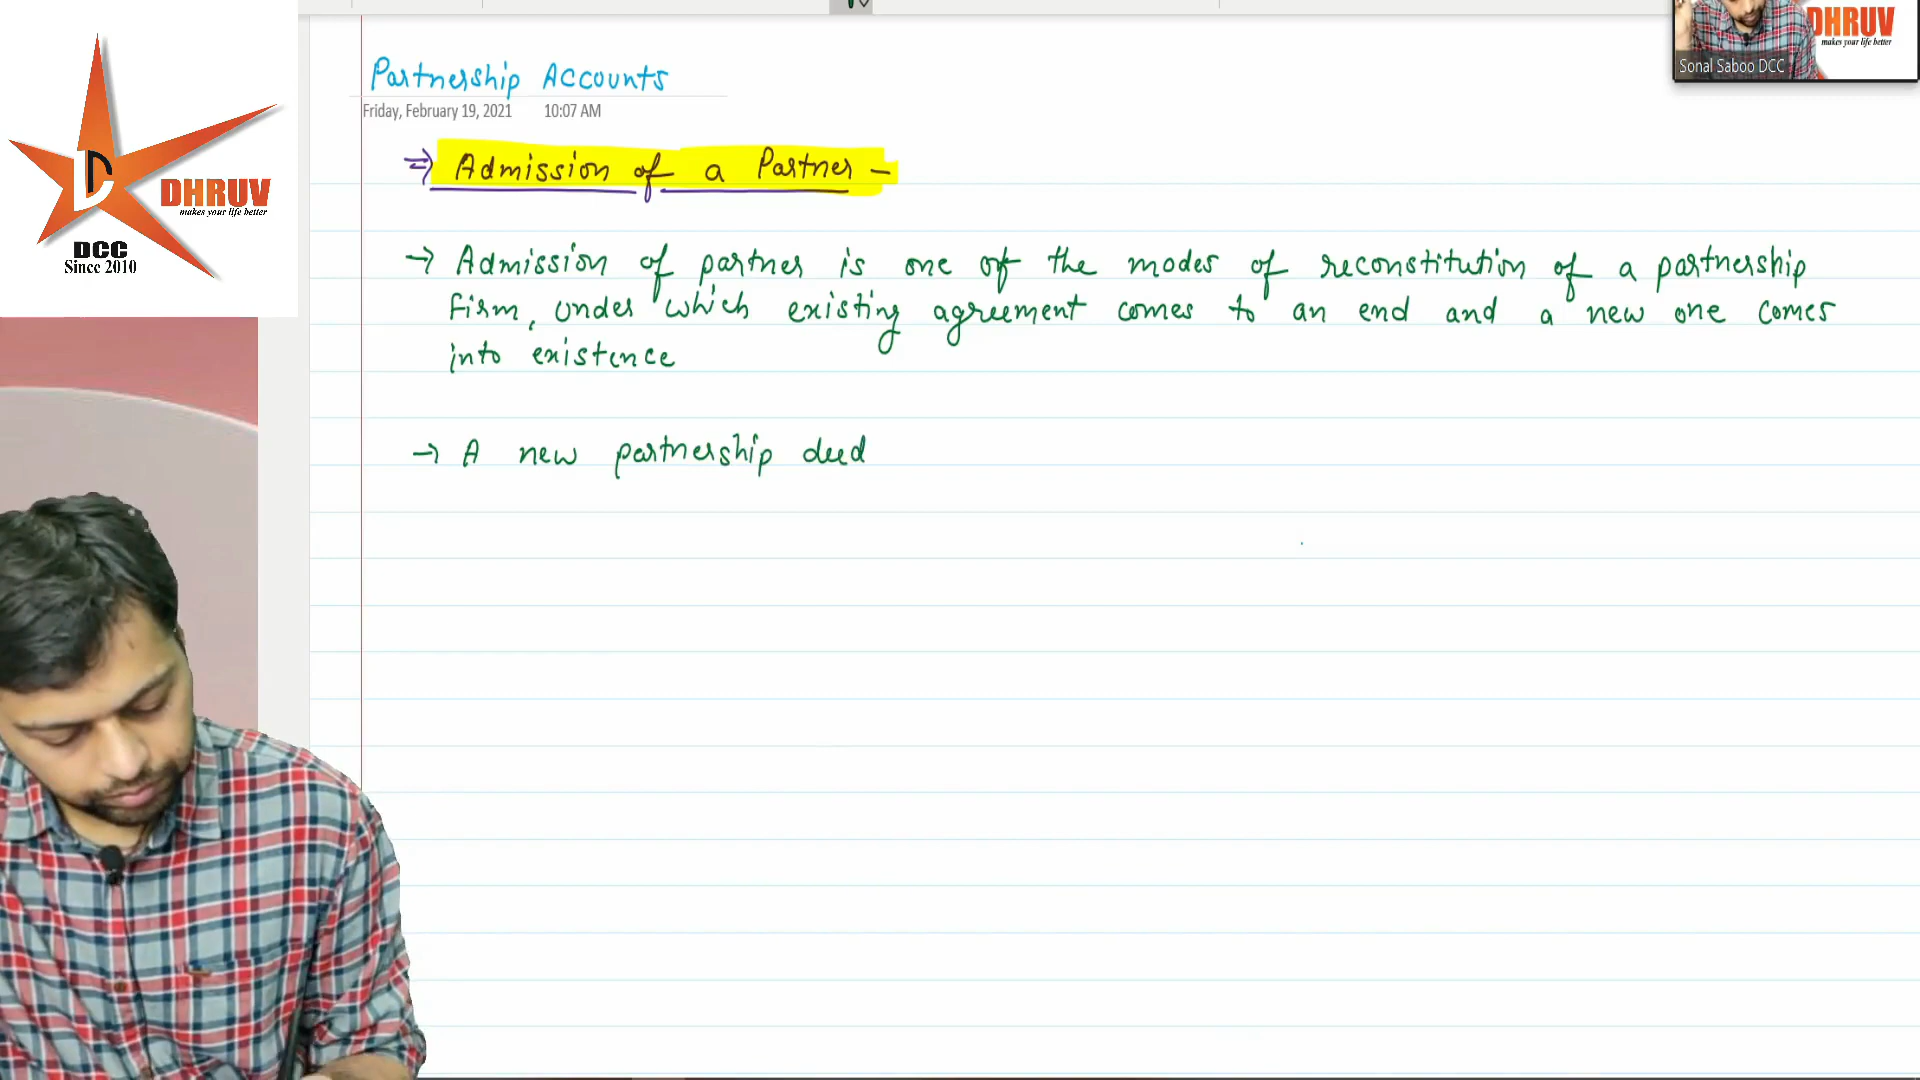 Partnership Accounts
Friday, February 19, 2021 10:07 AM
⇒ Admission of a Partner -
→ Admission of partner is one of the modes of reconstitution of a partnership
firm, under which existing agreement comes to an end and a new one comes
into existence
→ A new partnership deed
DHRUV
makes your life better
DCC
Since 2010
DHRUV
makes your life better
Sonal Saboo DCC